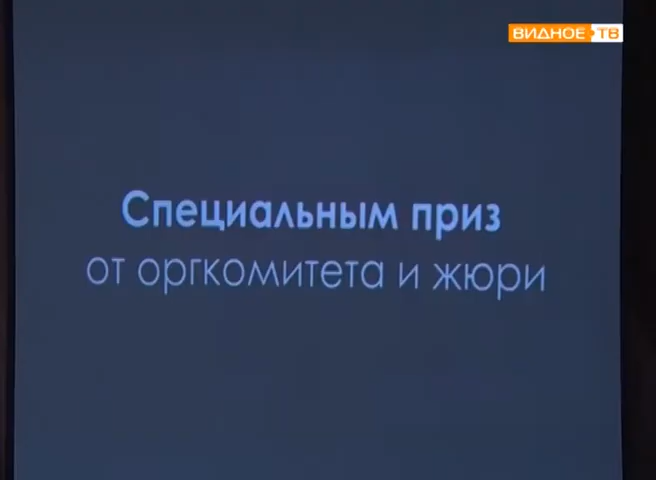 ВИДНОЕ ТВ
Специальным приз
от оргкомитета и жюри